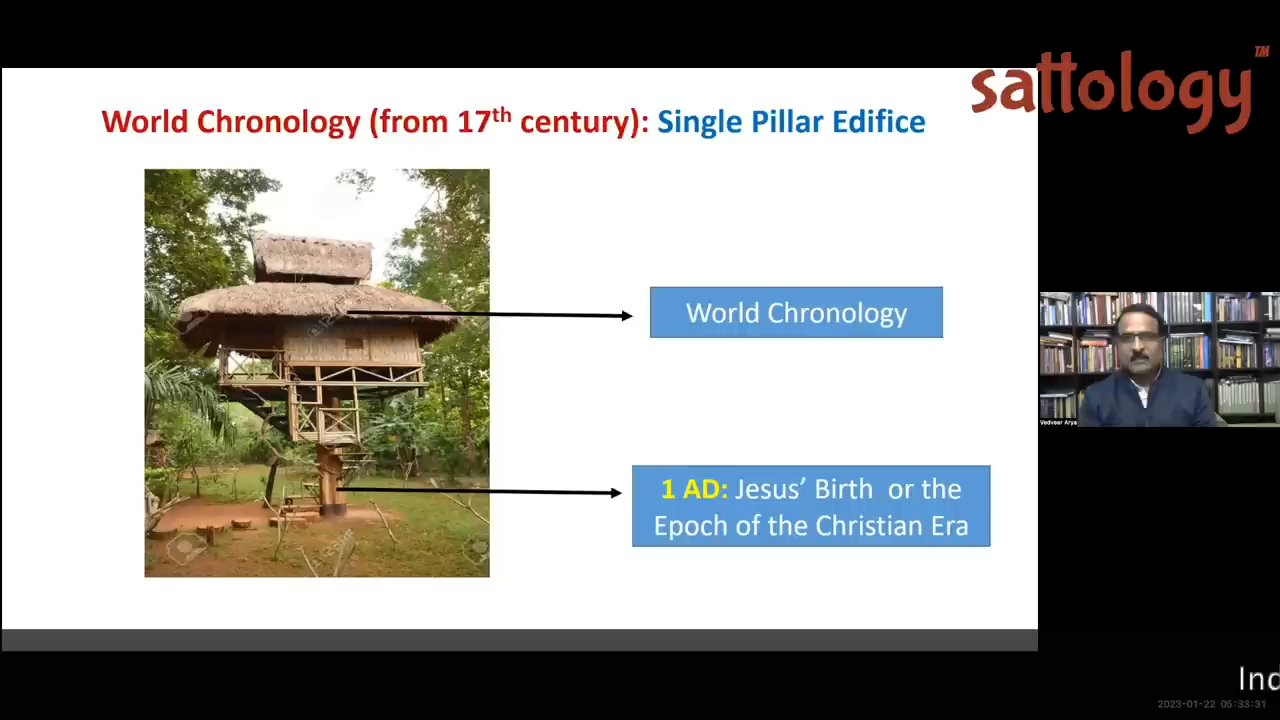 sattology™
World Chronology (from 17th century): Single Pillar Edifice
World Chronology
1 AD: Jesus’ Birth or the
Epoch of the Christian Era
Vedveer Arya
Ind
2023-01-22 05:33:31